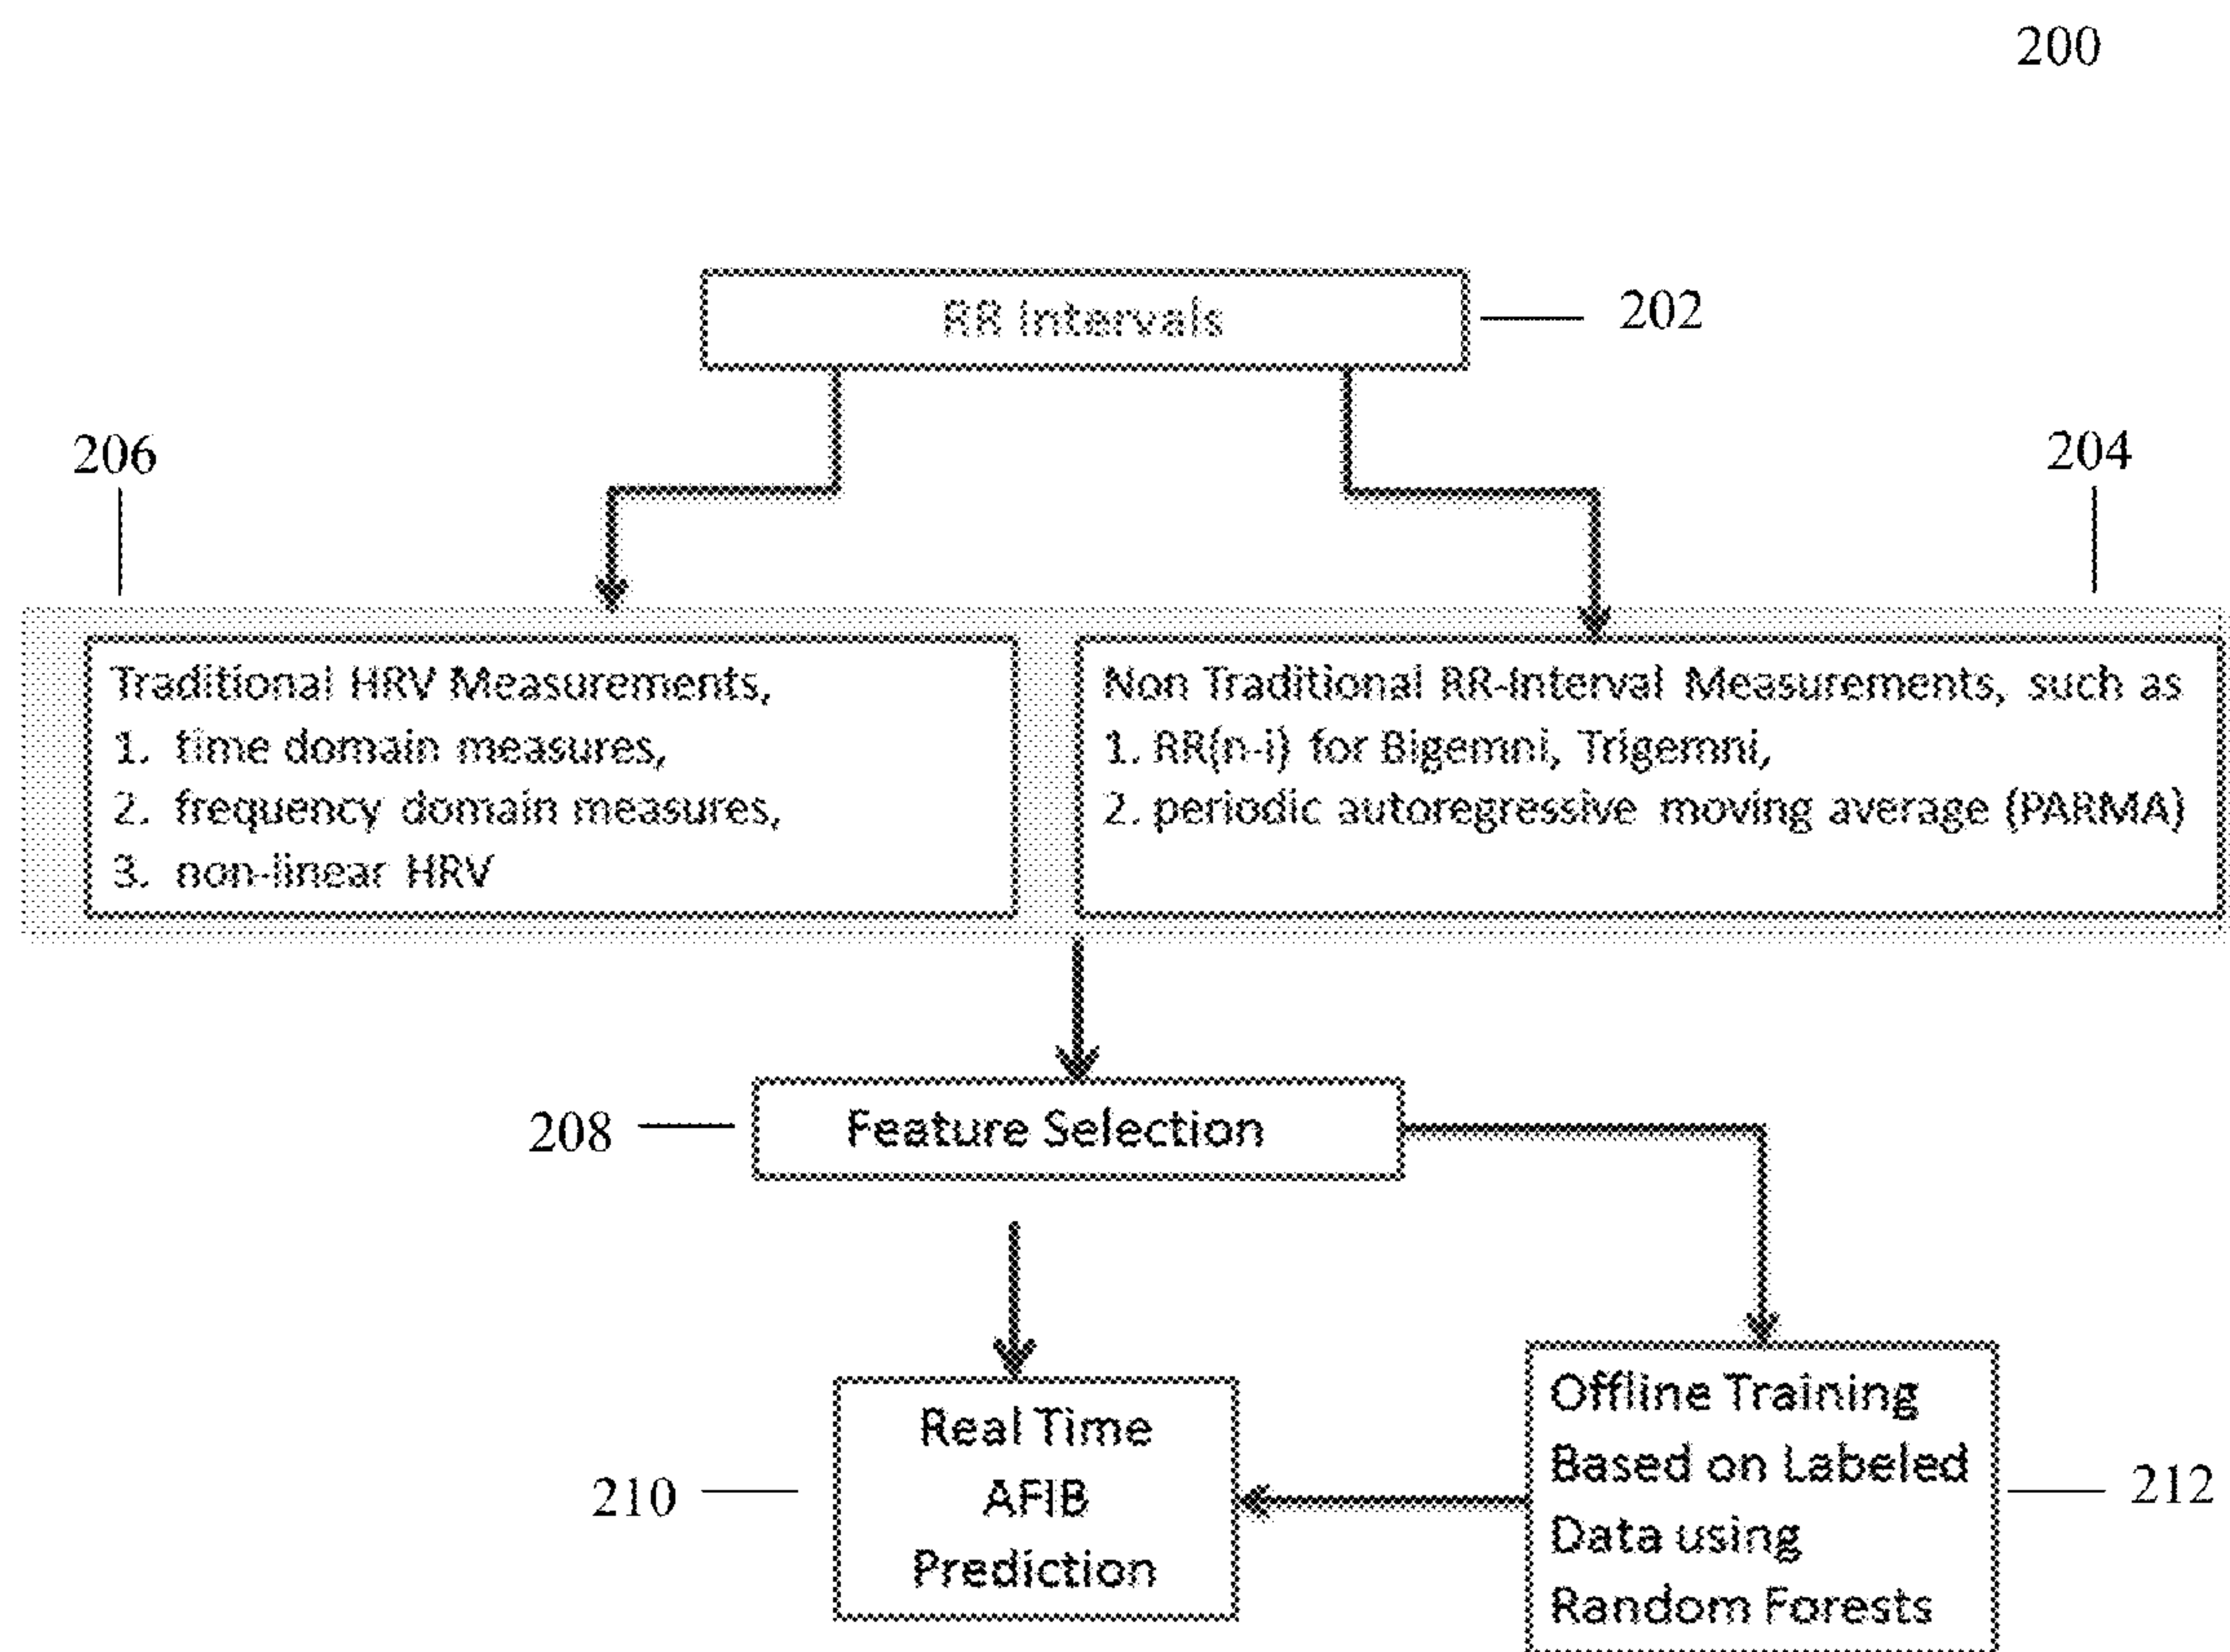 200
RR Intervals
202
206
204
Traditional HRV Measurements,
1. time domain measures,
2. frequency domain measures,
3. non-linear HRV
Non Traditional RR-Interval Measurements, such as
1. RR(n-i) for Bigemni, Trigemni,
2. periodic autoregressive moving average (PARMA)
208
Feature Selection
210
Real Time
AFIB
Prediction
Offline Training
Based on Labeled
Data using
Random Forests
212